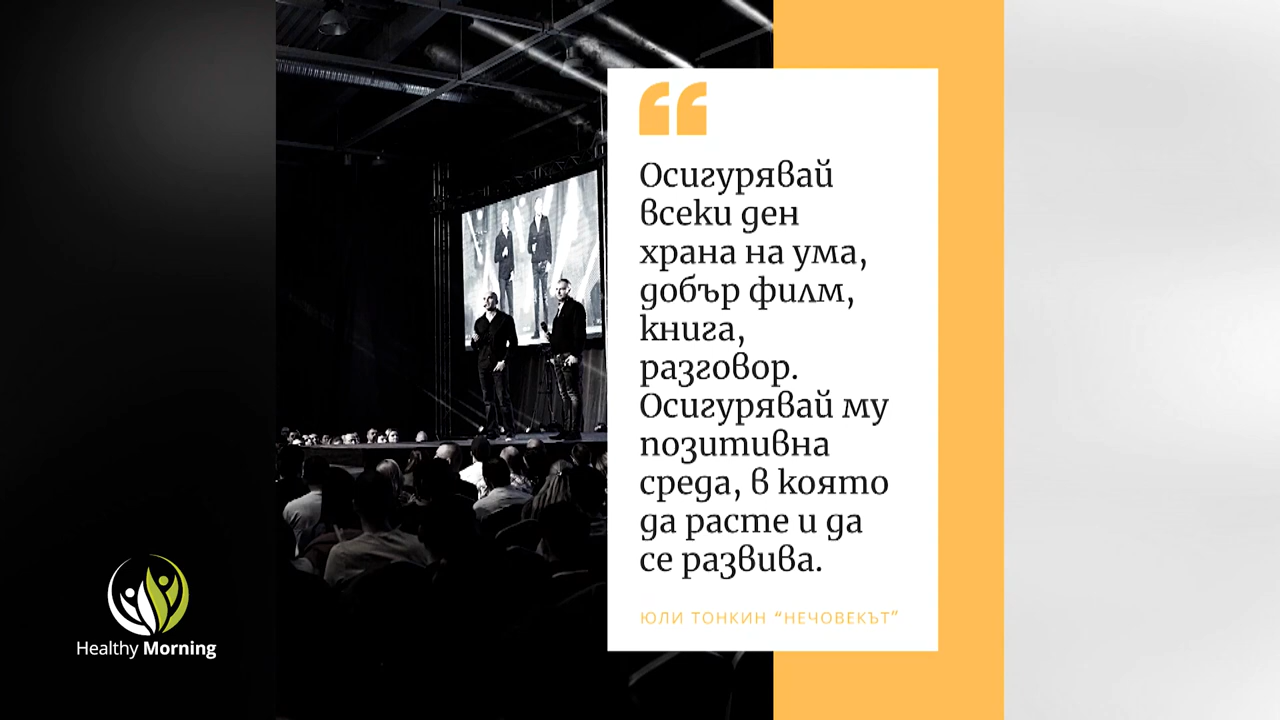 Осигурявай
всеки ден
храна на ума,
добър филм,
книга,
разговор.
Осигурявай му
позитивна
среда, в която
да расте и да
се развива.
ЮЛИ ТОНКИН “НЕЧОВЕКЪТ”
Healthy Morning